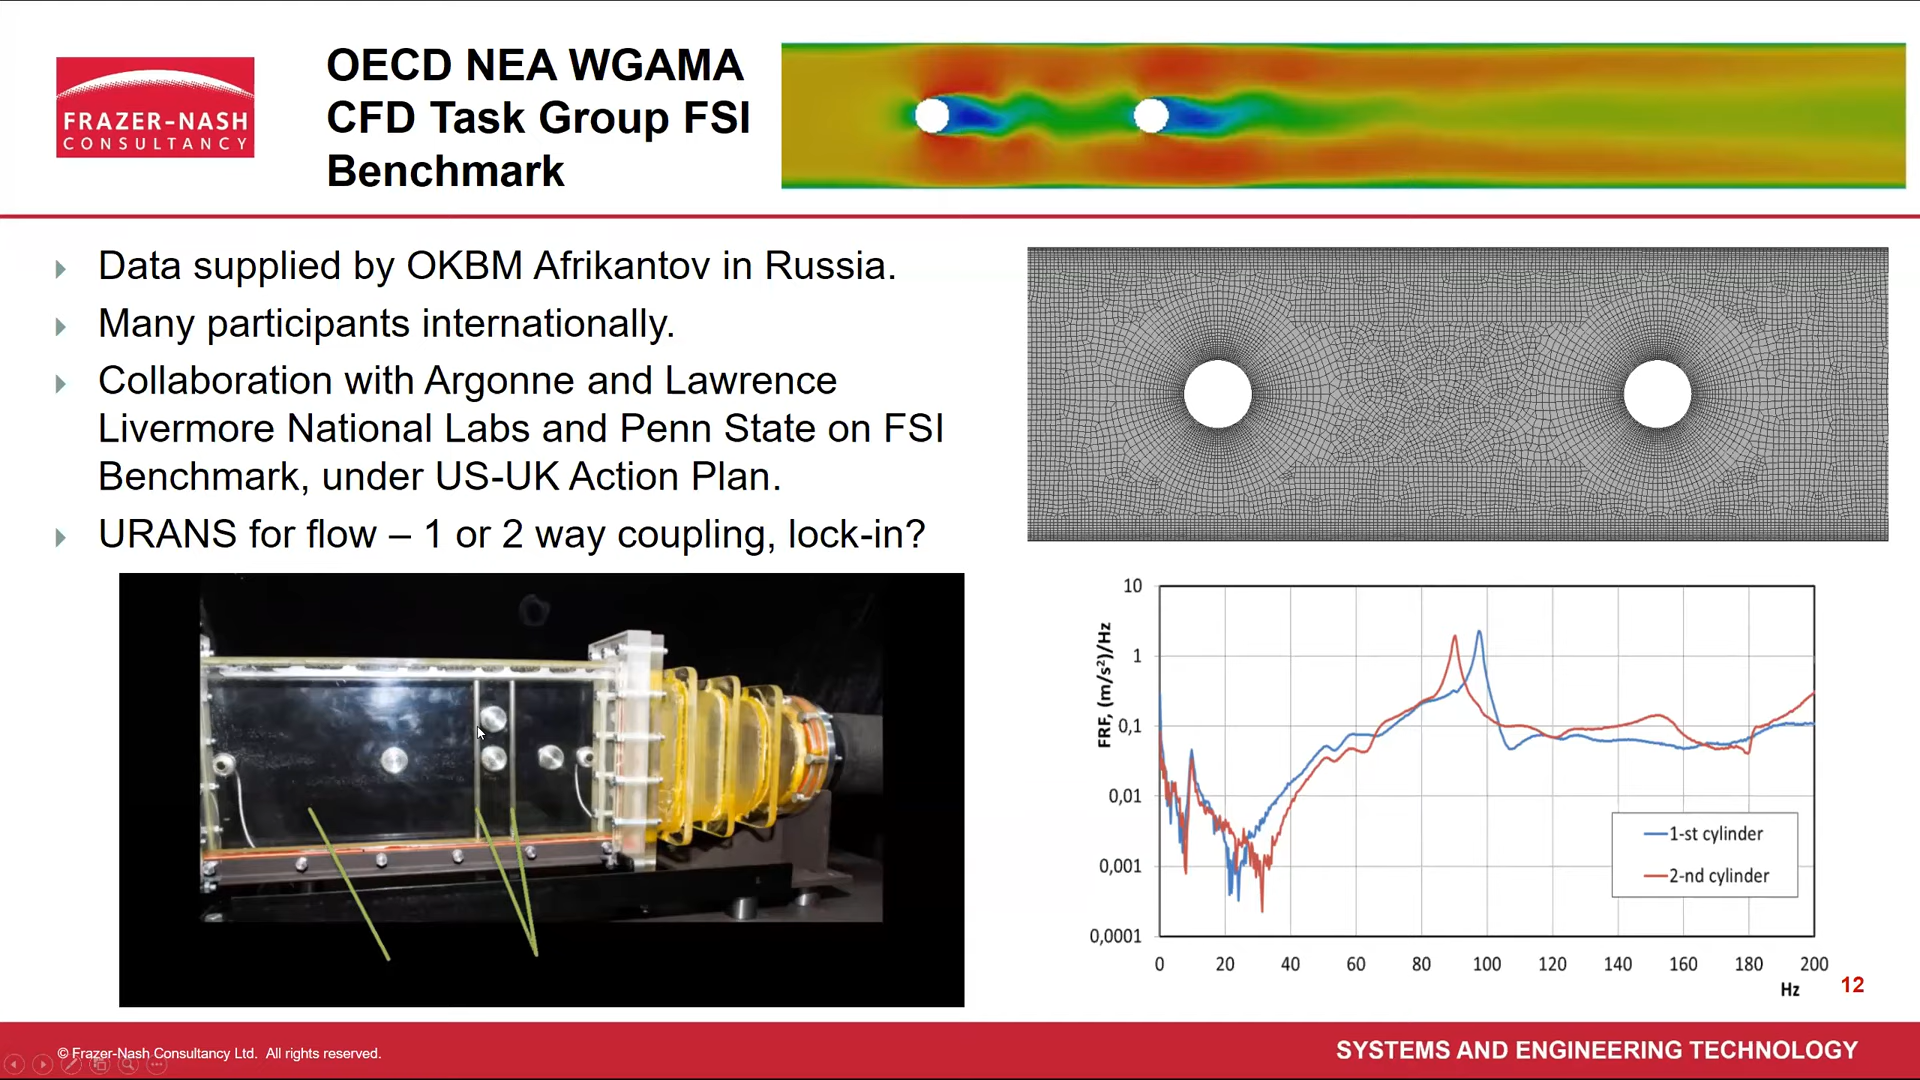 FRAZER-NASH
CONSULTANCY
OECD NEA WGAMA
CFD Task Group FSI
Benchmark
Data supplied by OKBM Afrikantov in Russia.
Many participants internationally.
Collaboration with Argonne and Lawrence
Livermore National Labs and Penn State on FSI
Benchmark, under US-UK Action Plan.
URANS for flow – 1 or 2 way coupling, lock-in?
FRF, (m/s²)/Hz
10
1
0,1
0,01
0,001
0,0001
1-st cylinder
2-nd cylinder
0 20 40 60 80 100 120 140 160 180 200
Hz
12
© Frazer-Nash Consultancy Ltd. All rights reserved.
SYSTEMS AND ENGINEERING TECHNOLOGY